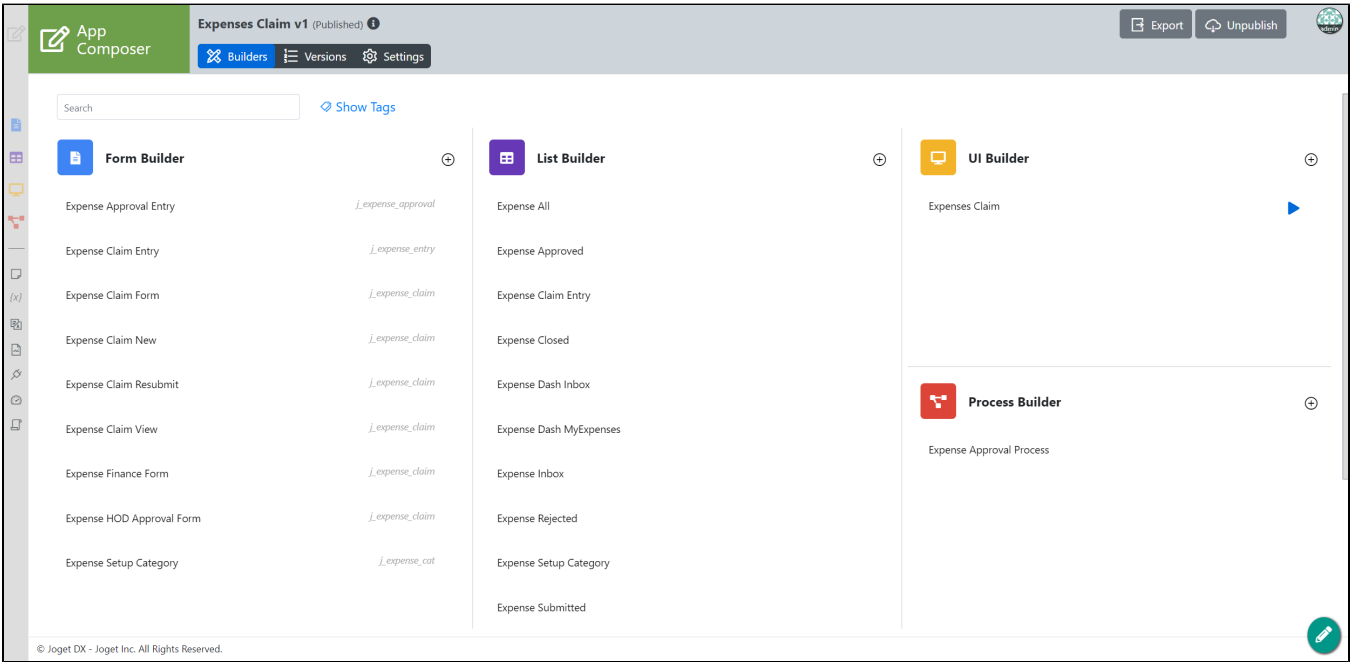 App Composer
Expenses Claim v1 (Published)
Export
Unpublish
admin
Builders
Versions
Settings
Search
Show Tags
Form Builder
Expense Approval Entry j_expense_approval
Expense Claim Entry j_expense_entry
Expense Claim Form j_expense_claim
Expense Claim New j_expense_claim
Expense Claim Resubmit j_expense_claim
Expense Claim View j_expense_claim
Expense Finance Form j_expense_claim
Expense HOD Approval Form j_expense_claim
Expense Setup Category j_expense_cat
List Builder
Expense All
Expense Approved
Expense Claim Entry
Expense Closed
Expense Dash Inbox
Expense Dash MyExpenses
Expense Inbox
Expense Rejected
Expense Setup Category
Expense Submitted
UI Builder
Expenses Claim
Process Builder
Expense Approval Process
{x}
© Joget DX - Joget Inc. All Rights Reserved.